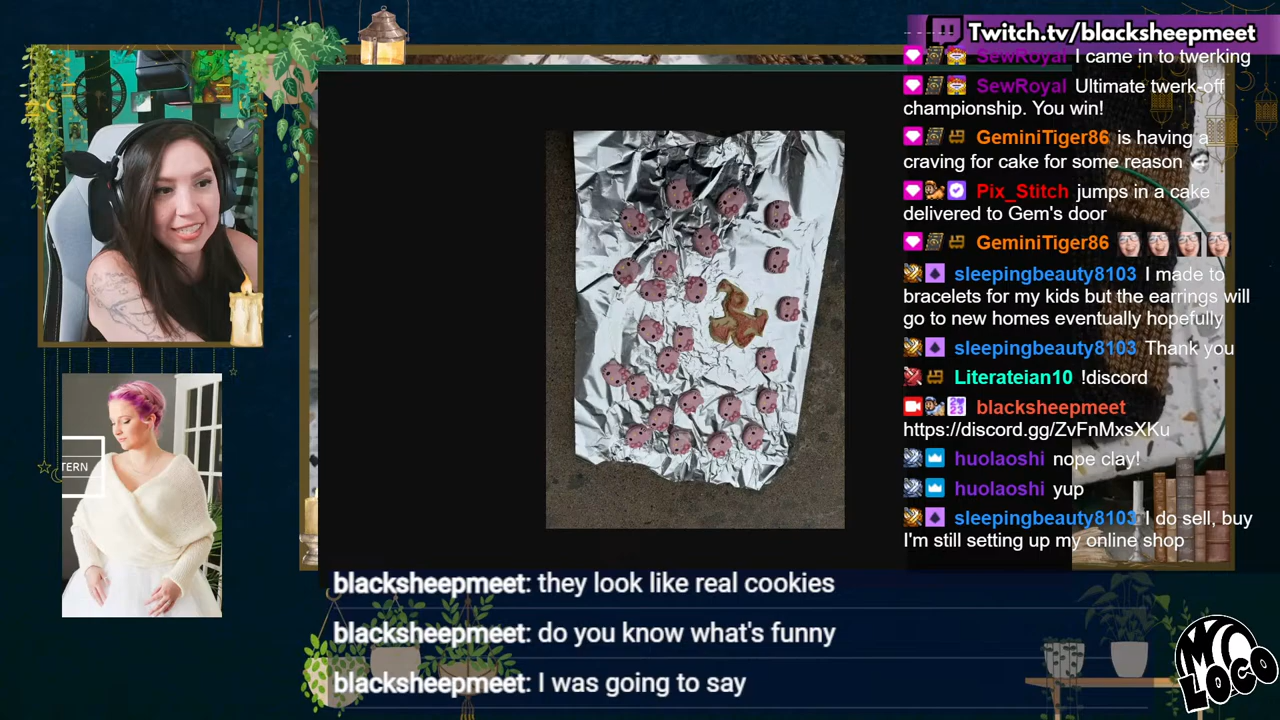 Twitch.tv/blacksheepmeet
SewRoyal I came in to twerking
SewRoyal Ultimate twerk-off
championship. You win!
GeminiTiger86 is having a
craving for cake for some reason
Pix_Stitch jumps in a cake
delivered to Gem's door
GeminiTiger86
sleepingbeauty8103 I made to
bracelets for my kids but the earrings will
go to new homes eventually hopefully
sleepingbeauty8103 Thank you
Literateian10 !discord
blacksheepmeet
https://discord.gg/ZvFnMxsXKu
huolaoshi nope clay!
huolaoshi yup
sleepingbeauty8103 I do sell, buy
I'm still setting up my online shop
TERN
blacksheepmeet: they look like real cookies
blacksheepmeet: do you know what's funny
blacksheepmeet: I was going to say
MC
LOCO